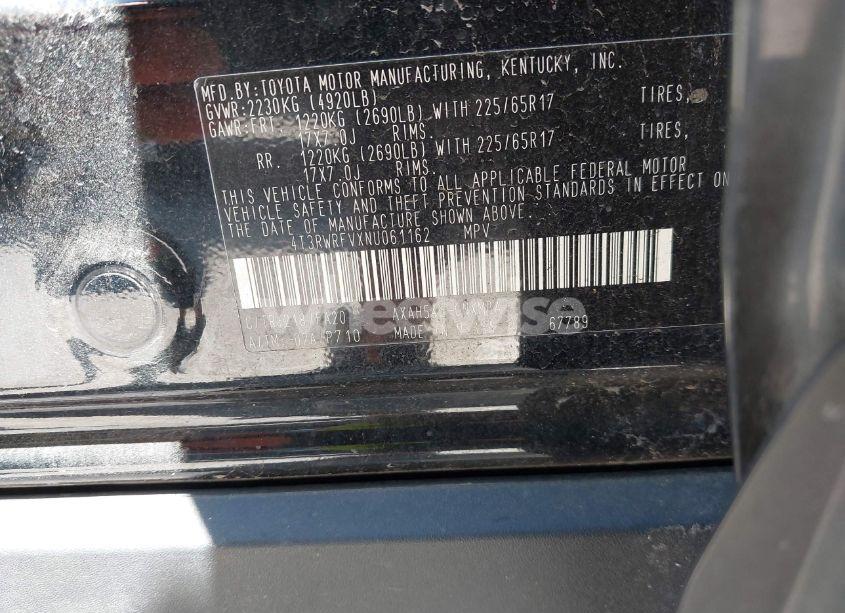 MFD.BY:TOYOTA MOTOR MANUFACTURING, KENTUCKY, INC.
GVWR:2230KG (4920LB)
GAWR:FRT. 1220KG (2690LB) WITH 225/65R17 TIRES,
17X7.0J RIMS.
RR. 1220KG (2690LB) WITH 225/65R17 TIRES,
17X7.0J RIMS.
THIS VEHICLE CONFORMS TO ALL APPLICABLE FEDERAL MOTOR
VEHICLE SAFETY AND THEFT PREVENTION STANDARDS IN EFFECT ON
THE DATE OF MANUFACTURE SHOWN ABOVE.
4T3RWRFVXNU061162 MPV
67789
MADE